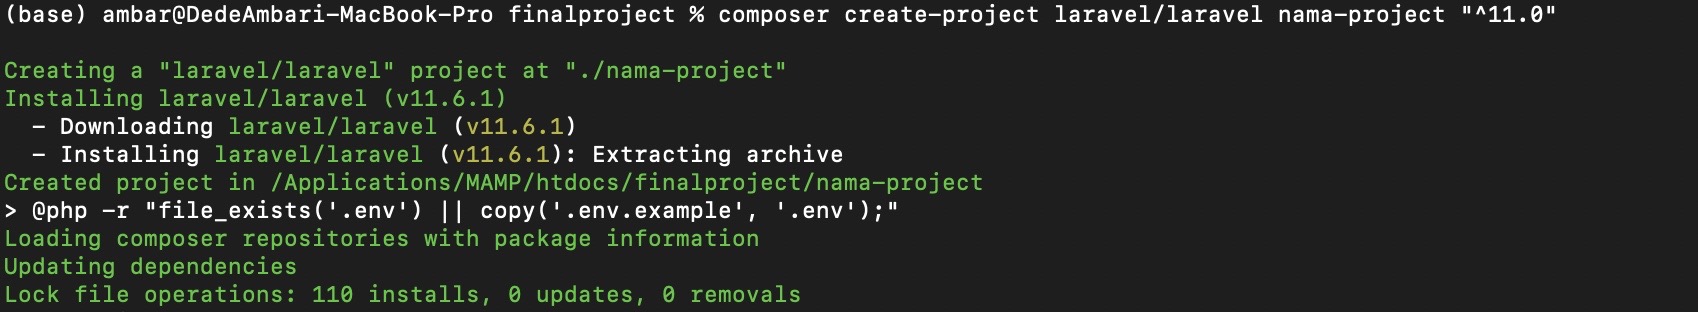 (base) ambar@DedeAmbari-MacBook-Pro finalproject % composer create-project laravel/laravel nama-project "^11.0"
Creating a "laravel/laravel" project at "./nama-project"
Installing laravel/laravel (v11.6.1)
  - Downloading laravel/laravel (v11.6.1)
  - Installing laravel/laravel (v11.6.1): Extracting archive
Created project in /Applications/MAMP/htdocs/finalproject/nama-project
> @php -r "file_exists('.env') || copy('.env.example', '.env');"
Loading composer repositories with package information
Updating dependencies
Lock file operations: 110 installs, 0 updates, 0 removals